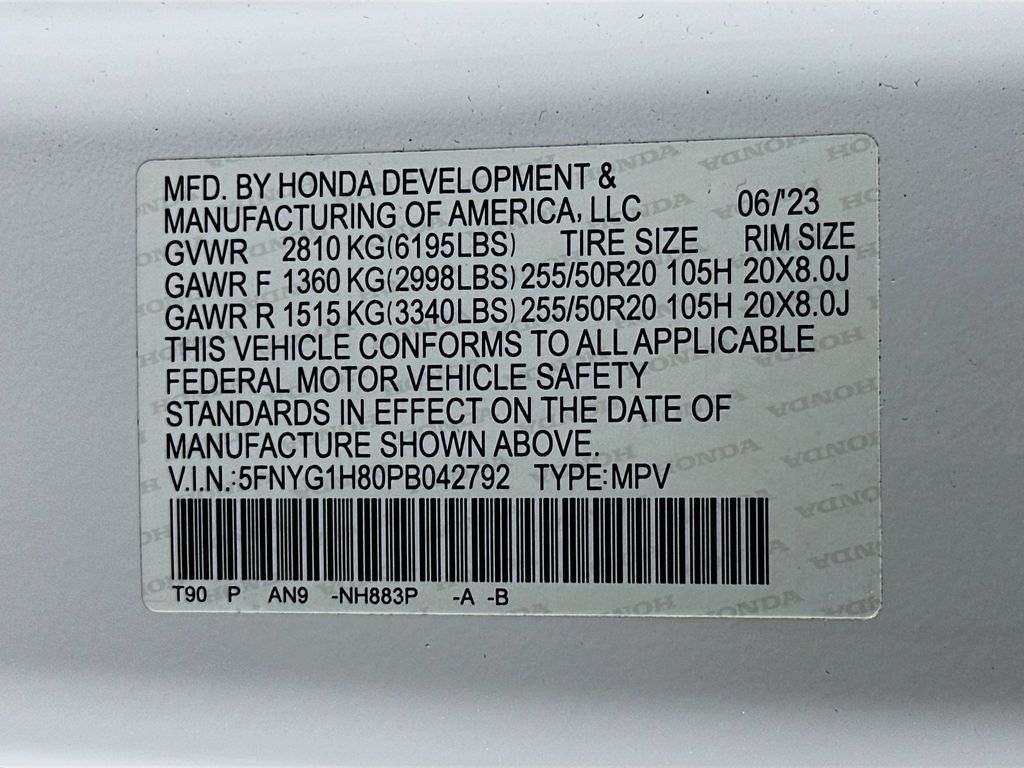 MFD. BY HONDA DEVELOPMENT &
MANUFACTURING OF AMERICA, LLC 06/'23
GVWR 2810 KG(6195LBS) TIRE SIZE RIM SIZE
GAWR F 1360 KG(2998LBS) 255/50R20 105H 20X8.0J
GAWR R 1515 KG(3340LBS) 255/50R20 105H 20X8.0J
THIS VEHICLE CONFORMS TO ALL APPLICABLE
FEDERAL MOTOR VEHICLE SAFETY
STANDARDS IN EFFECT ON THE DATE OF
MANUFACTURE SHOWN ABOVE.
V.I.N.:5FNYG1H80PB042792 TYPE:MPV
T90 P AN9 -NH883P -A -B